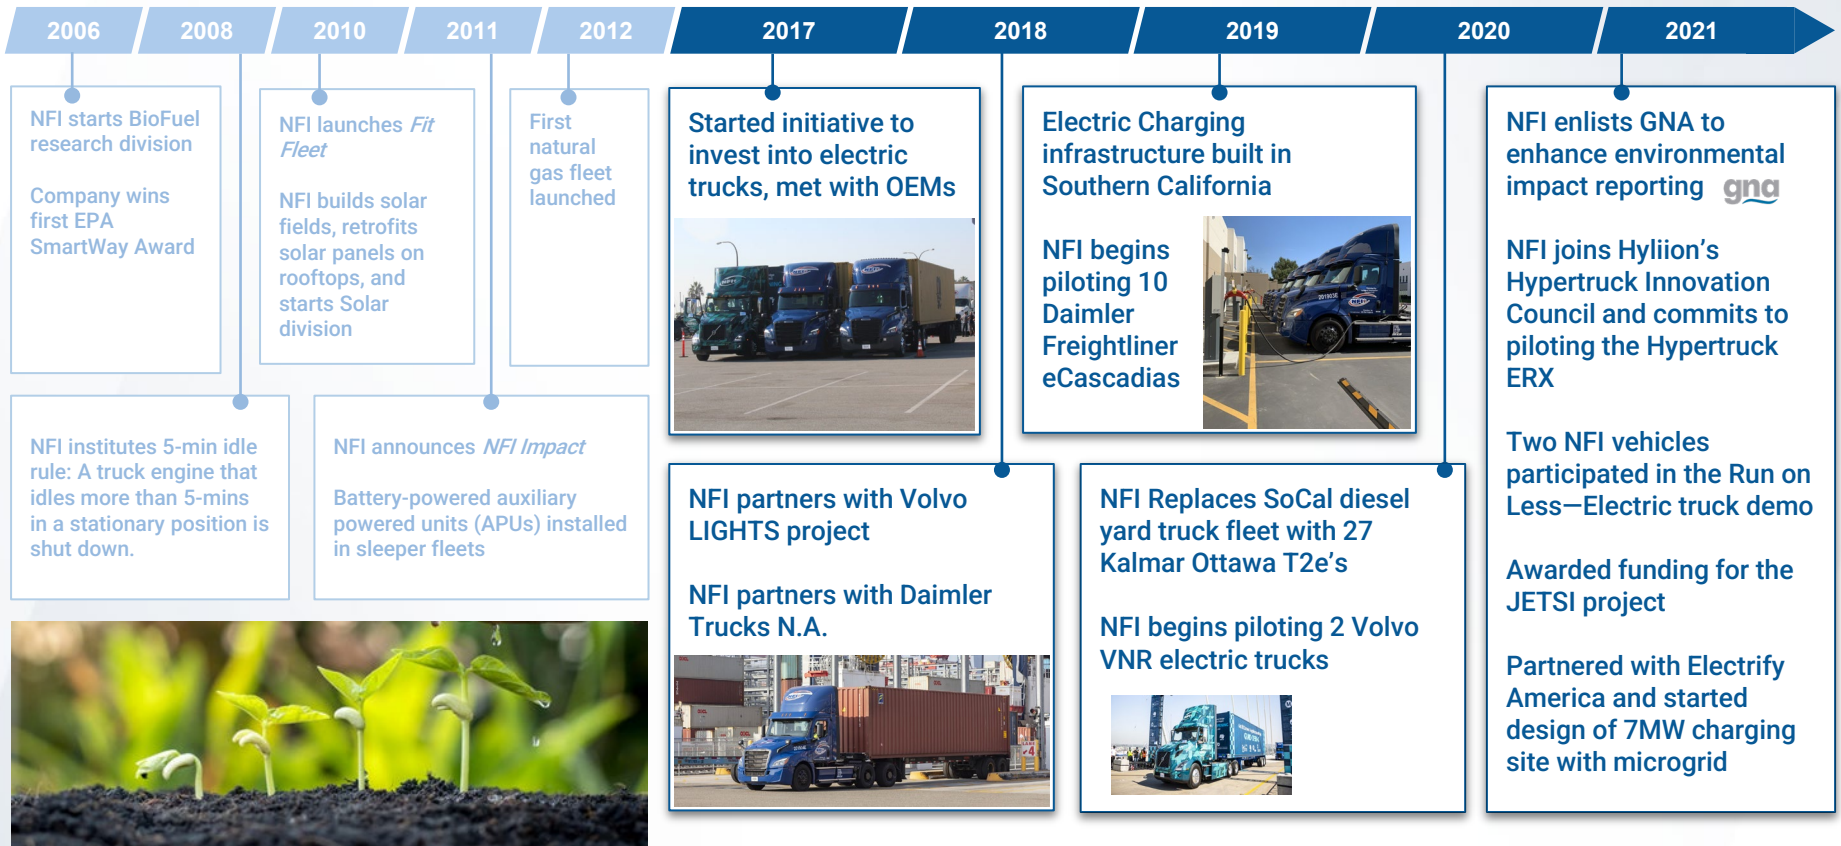 2006
2008
2010
2011
2012
2017
2018
2019
2020
2021
NFI starts BioFuel
research division
Company wins
first EPA
SmartWay Award
NFI launches Fit
Fleet
NFI builds solar
fields, retrofits
solar panels on
rooftops, and
starts Solar
division
First
natural
gas fleet
launched
NFI institutes 5-min idle
rule: A truck engine that
idles more than 5-mins
in a stationary position is
shut down.
NFI announces NFI Impact
Battery-powered auxiliary
powered units (APUs) installed
in sleeper fleets
Started initiative to
invest into electric
trucks, met with OEMs
Electric Charging
infrastructure built in
Southern California
NFI begins
piloting 10
Daimler
Freightliner
eCascadias
NFI partners with Volvo
LIGHTS project
NFI partners with Daimler
Trucks N.A.
NFI Replaces SoCal diesel
yard truck fleet with 27
Kalmar Ottawa T2e's
NFI begins piloting 2 Volvo
VNR electric trucks
NFI enlists GNA to
enhance environmental
impact reporting
gna
NFI joins Hyliion's
Hypertruck Innovation
Council and commits to
piloting the Hypertruck
ERX
Two NFI vehicles
participated in the Run on
Less—Electric truck demo
Awarded funding for the
JETSI project
Partnered with Electrify
America and started
design of 7MW charging
site with microgrid